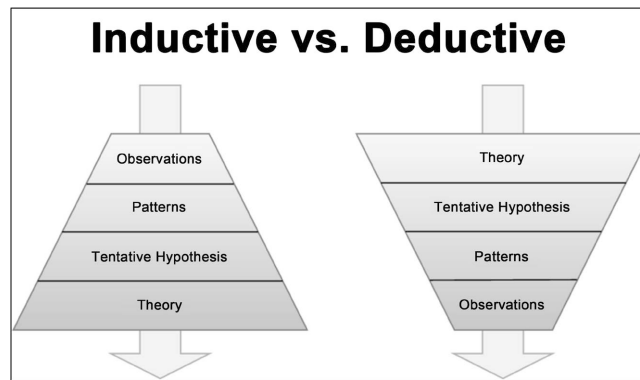 Inductive vs. Deductive
Observations
Patterns
Tentative Hypothesis
Theory
Theory
Tentative Hypothesis
Patterns
Observations